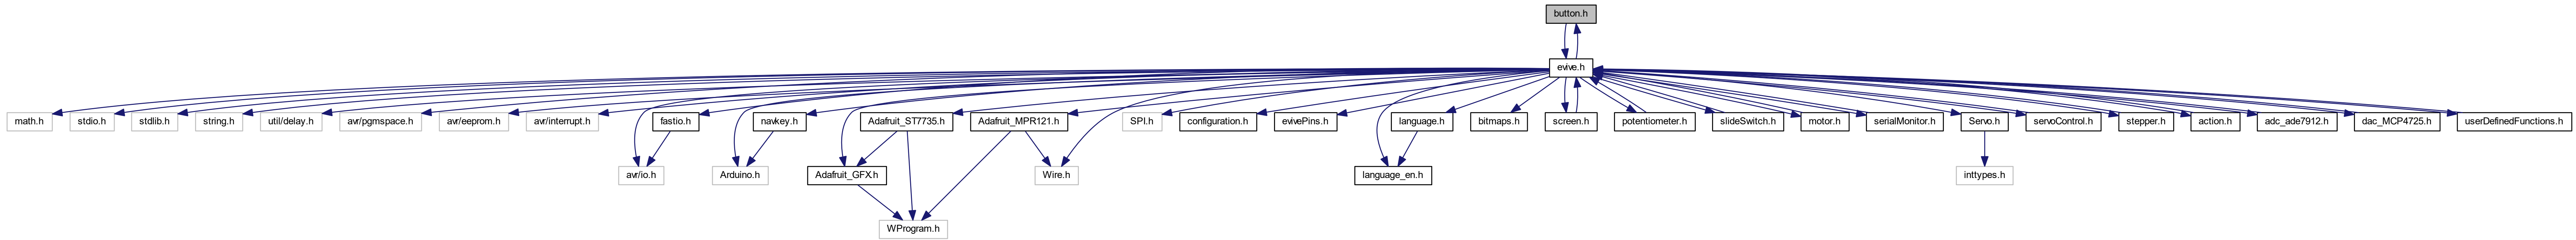 button.h
evive.h
math.h
stdio.h
stdlib.h
string.h
util/delay.h
avr/pgmspace.h
avr/eeprom.h
avr/interrupt.h
fastio.h
navkey.h
Adafruit_ST7735.h
Adafruit_MPR121.h
SPI.h
configuration.h
evivePins.h
language.h
bitmaps.h
screen.h
potentiometer.h
slideSwitch.h
motor.h
serialMonitor.h
Servo.h
servoControl.h
stepper.h
action.h
adc_ade7912.h
dac_MCP4725.h
userDefinedFunctions.h
avr/io.h
Arduino.h
Adafruit_GFX.h
Wire.h
language_en.h
inttypes.h
WProgram.h